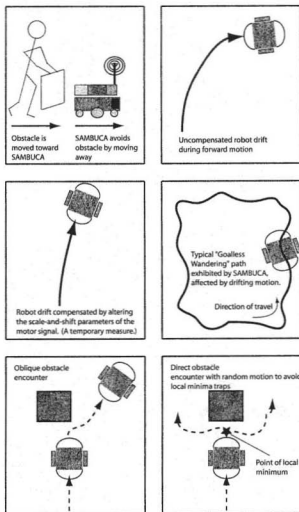 Obstacle is
moved toward
SAMBUCA
SAMBUCA avoids
obstacle by moving
away
Uncompensated robot drift
during forward motion
Robot drift compensated by altering
the scale-and-shift parameters of the
motor signal. (A temporary measure.)
Typical "Goalless
Wandering" path
exhibited by SAMBUCA,
affected by drifting motion.
Direction of travel
Oblique obstacle
encounter
Direct obstacle
encounter with random motion to avoid
local minima traps
Point of local
minimum